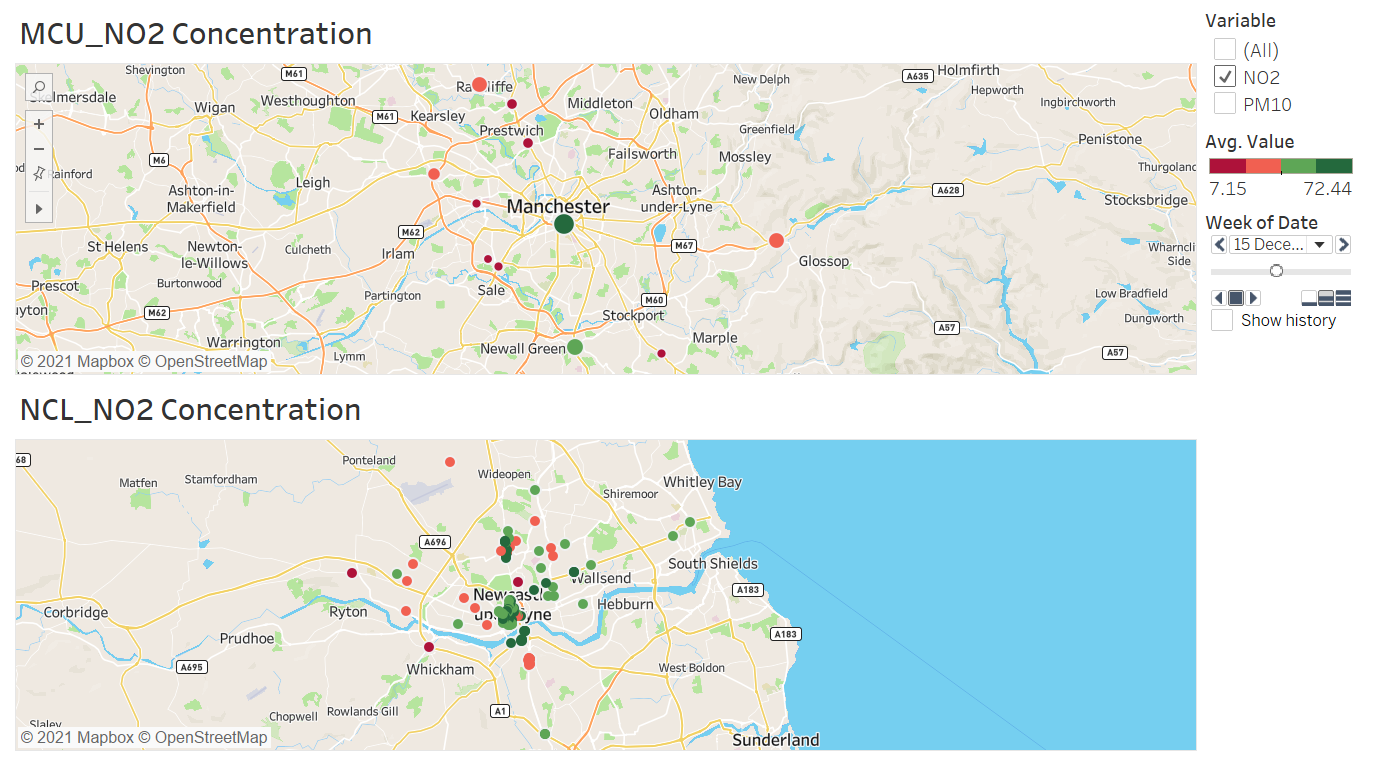 MCU_NO2 Concentration
Variable
(All)
NO2
PM10
Avg. Value
7.15 72.44
Week of Date
15 Dece...
Show history
Shevington
M61
Radcliffe
New Delph
A635
Holmfirth
Hepworth
Skelmersdale
Wigan
Westhoughton
M61
Kearsley
Middleton
Oldham
Ingbirchworth
Prestwich
Greenfield
Penistone
M6
Rainford
Failsworth
Mossley
Thurgoland
Leigh
Ashton-in-
Makerfield
Ashton-
under-Lyne
A628
Stocksbridge
Manchester
M62
St Helens
Newton-
le-Willows
Culcheth
Irlam
M67
Glossop
Wharncli
Side
Prescot
Burtonwood
Partington
Sale
M60
Low Bradfield
uyton
M62
Stockport
Dungworth
Warrington
Lymm
Newall Green
Marple
A57
A57
© 2021 Mapbox © OpenStreetMap
NCL_NO2 Concentration
68
Ponteland
Matfen
Stamfordham
Wideopen
Shiremoor
Whitley Bay
A696
South Shields
Wallsend
A183
Newcastle
upon Tyne
Hebburn
Corbridge
Ryton
Prudhoe
A183
A695
Whickham
West Boldon
Chopwell
Rowlands Gill
A1
Slaley
Sunderland
© 2021 Mapbox © OpenStreetMap